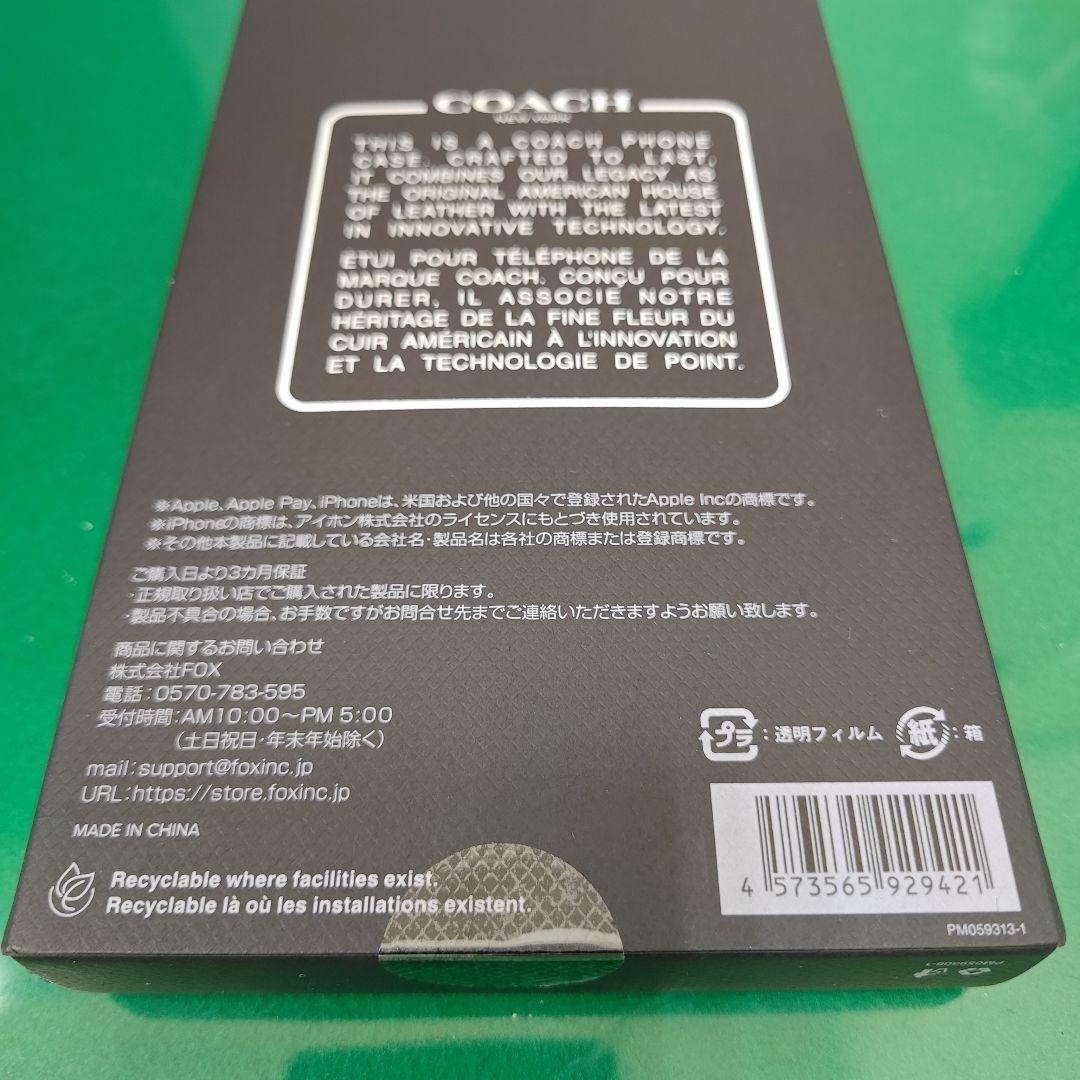 COACH
NEW YORK
THIS IS A COACH PHONE
CASE. CRAFTED TO LAST,
IT COMBINES OUR LEGACY AS
THE ORIGINAL AMERICAN HOUSE
OF LEATHER WITH THE LATEST
IN INNOVATIVE TECHNOLOGY.
ÉTUI POUR TÉLÉPHONE DE LA
MARQUE COACH. CONÇU POUR
DURER, IL ASSOCIE NOTRE
HÉRITAGE DE LA FINE FLEUR DU
CUIR AMÉRICAIN À L'INNOVATION
ET LA TECHNOLOGIE DE POINT.
※Apple、Apple Pay、iPhoneは、米国および他の国々で登録されたApple Incの商標です。
※iPhoneの商標は、アイホン株式会社のライセンスにもとづき使用されています。
※その他本製品に記載している会社名・製品名は各社の商標または登録商標です。
ご購入日より3カ月保証
・正規取り扱い店でご購入された製品に限ります。
・製品不具合の場合、お手数ですがお問合せ先までご連絡いただきますようお願い致します。
商品に関するお問い合わせ
株式会社FOX
電話：0570-783-595
受付時間：AM10:00～PM 5:00
（土日祝日・年末年始除く）
mail：support@foxinc.jp
URL：https://store.foxinc.jp
MADE IN CHINA
Recyclable where facilities exist.
Recyclable là où les installations existent.
プラ：透明フィルム 紙：箱
4 573565 929421
PM059313-1